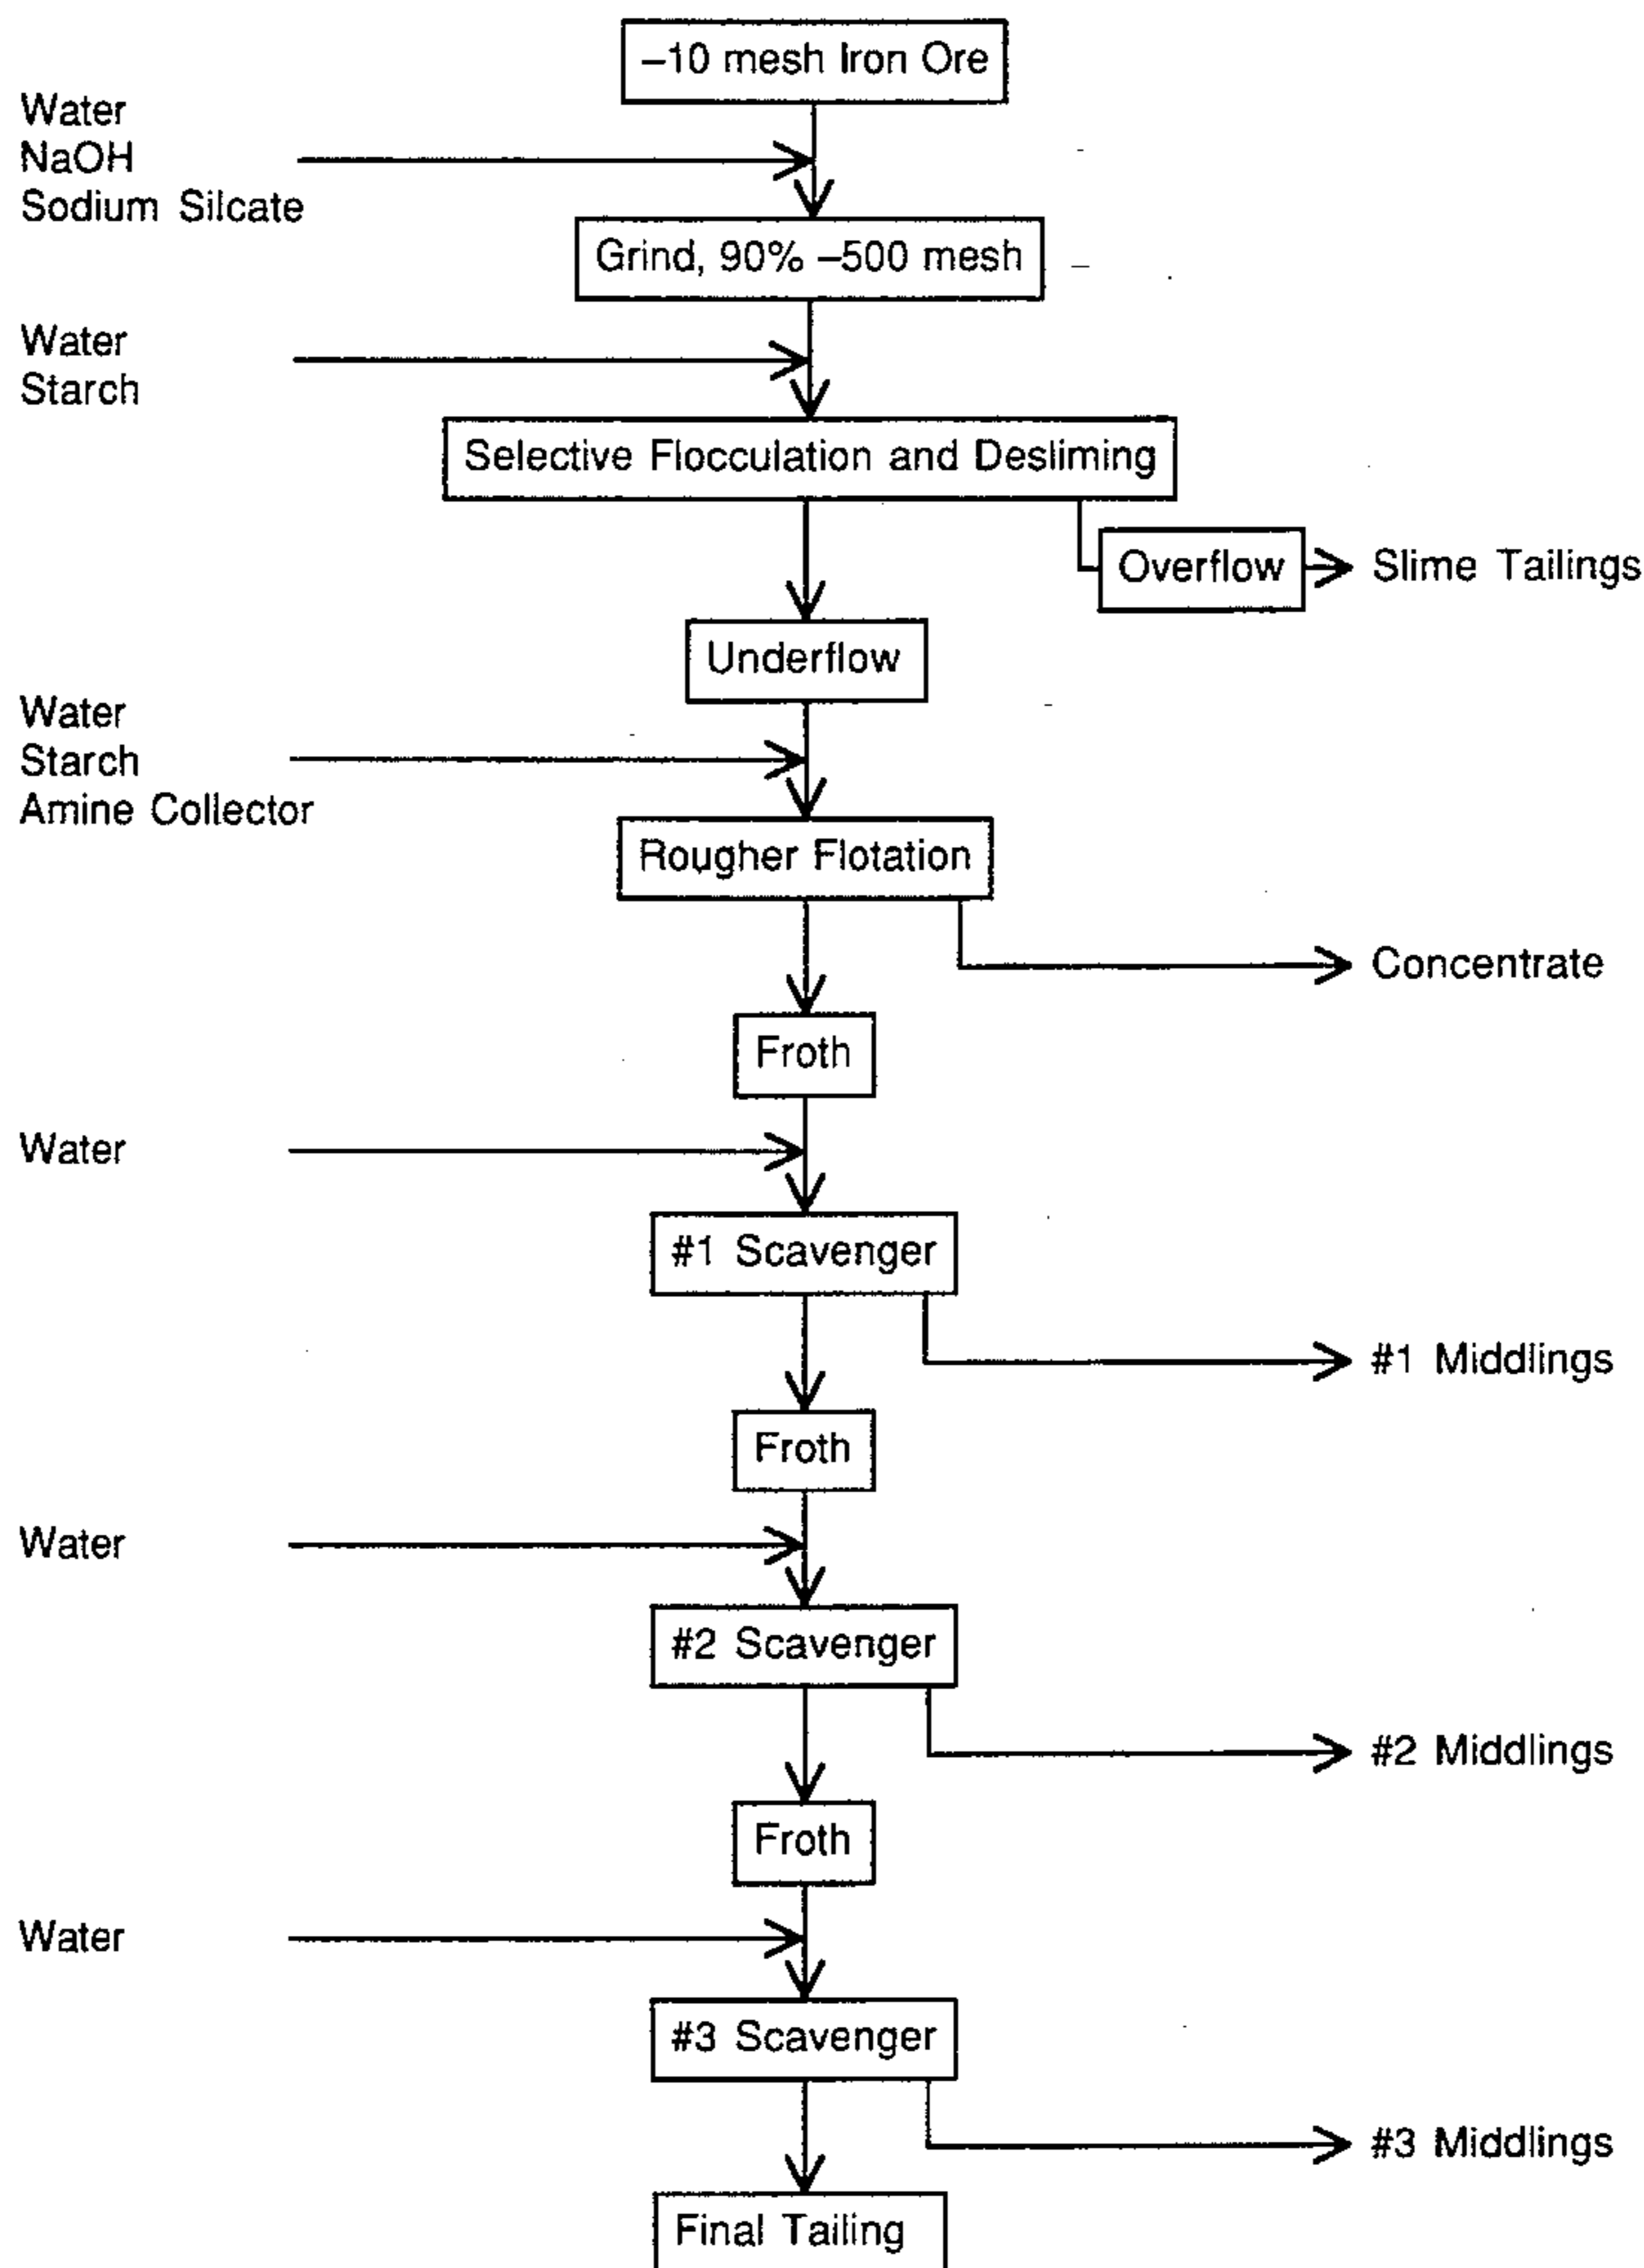 –10 mesh Iron Ore
Water
NaOH
Sodium Silcate
Grind, 90% –500 mesh
Water
Starch
Selective Flocculation and Desliming
Overflow
Slime Tailings
Underflow
Water
Starch
Amine Collector
Rougher Flotation
Concentrate
Froth
Water
#1 Scavenger
#1 Middlings
Froth
Water
#2 Scavenger
#2 Middlings
Froth
Water
#3 Scavenger
#3 Middlings
Final Tailing